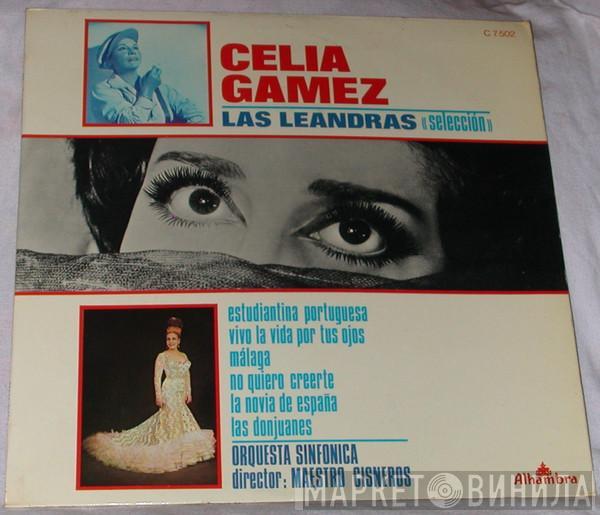 C 7.502
CELIA
GAMEZ
LAS LEANDRAS «selección»
estudiantina portuguesa
vivo la vida por tus ojos
málaga
no quiero creerte
la novia de españa
las donjuanes
ORQUESTA SINFONICA
director: MAESTRO CISNEROS
Alhambra
МАРКЕТ ВИНИЛА